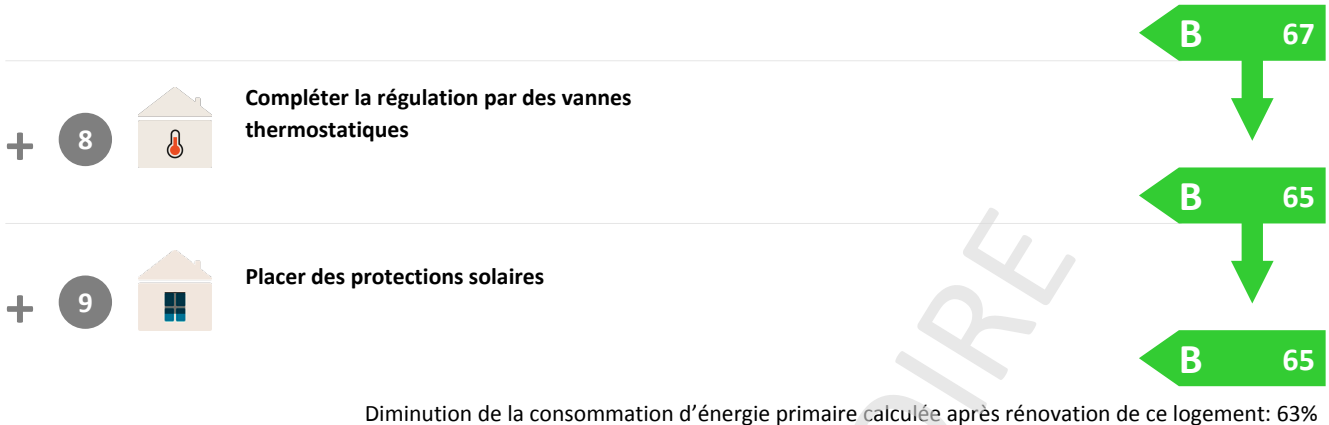 B 67
Compléter la régulation par des vannes
thermostatiques
+ 8
B 65
Placer des protections solaires
+ 9
B 65
Diminution de la consommation d'énergie primaire calculée après rénovation de ce logement: 63%
OIRE